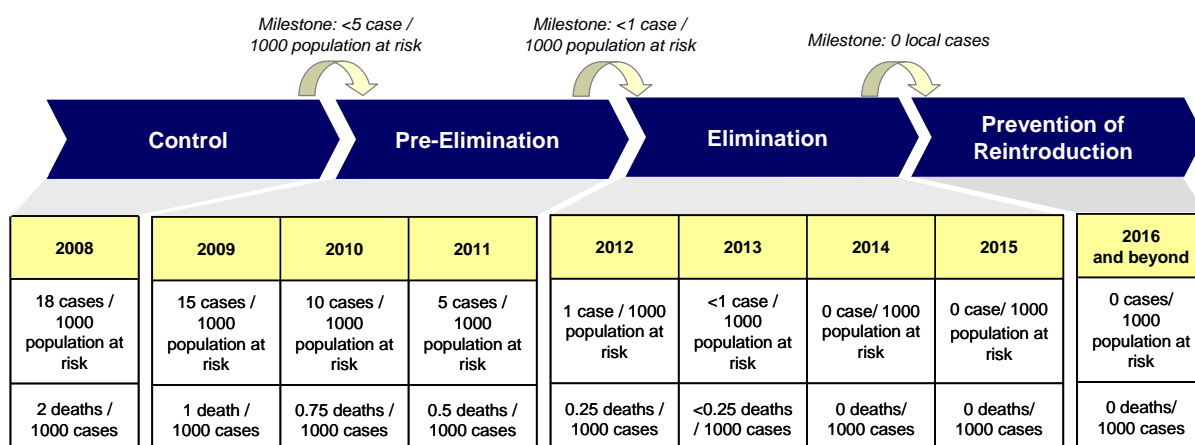 Milestone: <5 case /
1000 population at risk
Milestone: <1 case /
1000 population at risk
Milestone: 0 local cases
Control
Pre-Elimination
Elimination
Prevention of
Reintroduction
2008
2009
2010
2011
2012
2013
2014
2015
2016
and beyond
18 cases /
1000
population at
risk
15 cases /
1000
population at
risk
10 cases /
1000
population at
risk
5 cases /
1000
population at
risk
1 case / 1000
population at
risk
<1 case /
1000
population at
risk
0 case/ 1000
population at
risk
0 case/ 1000
population at
risk
0 cases/
1000
population at
risk
2 deaths /
1000 cases
1 death /
1000 cases
0.75 deaths /
1000 cases
0.5 deaths /
1000 cases
0.25 deaths /
1000 cases
<0.25 deaths
/ 1000 cases
0 deaths/
1000 cases
0 deaths/
1000 cases
0 deaths/
1000 cases